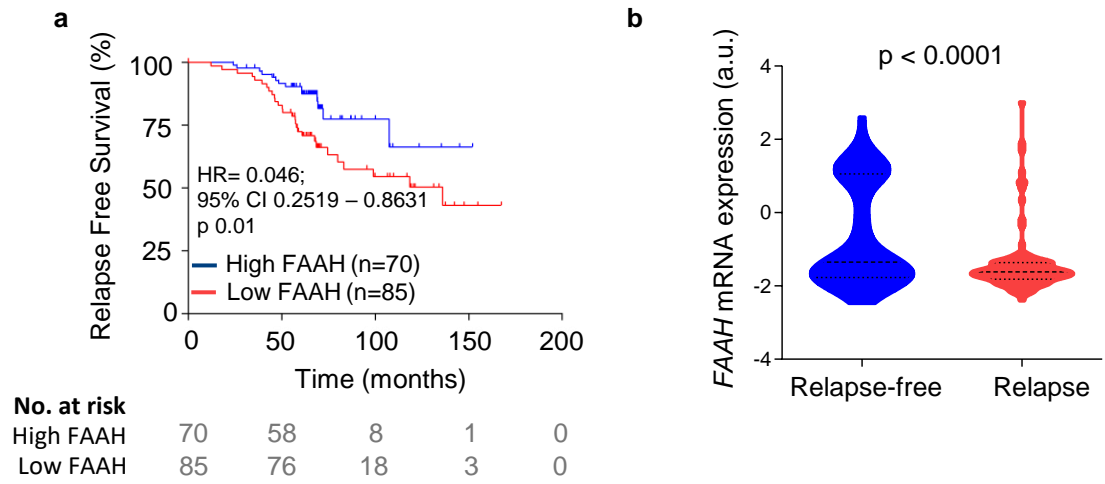 a
Relapse Free Survival (%)
100
75
50
25
0
HR= 0.046;
95% CI 0.2519 – 0.8631
p 0.01
High FAAH (n=70)
Low FAAH (n=85)
0 50 100 150 200
Time (months)
No. at risk
High FAAH 70 58 8 1 0
Low FAAH 85 76 18 3 0
b
p < 0.0001
FAAH mRNA expression (a.u.)
4
2
0
-2
-4
Relapse-free Relapse